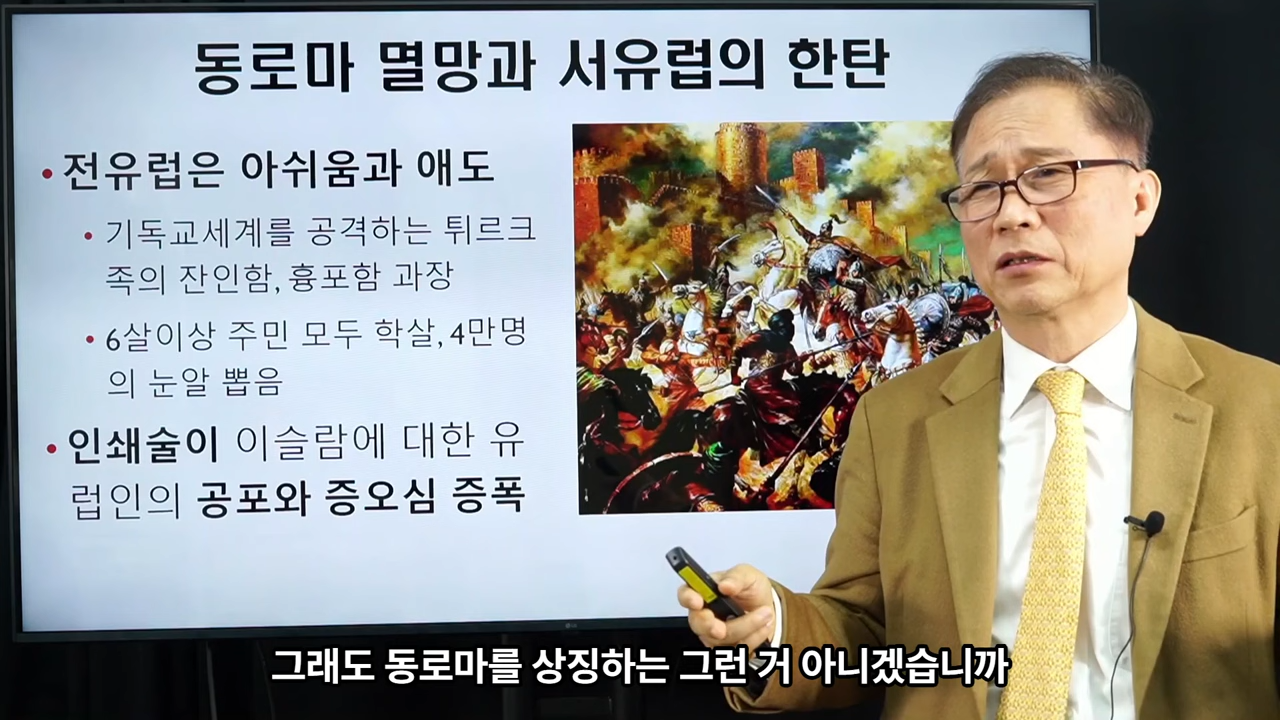 동로마 멸망과 서유럽의 한탄
• 전유럽은 아쉬움과 애도
• 기독교세계를 공격하는 튀르크
족의 잔인함, 흉포함 과장
• 6살이상 주민 모두 학살, 4만명
의 눈알 뽑음
• 인쇄술이 이슬람에 대한 유
럽인의 공포와 증오심 증폭
LG
그래도 동로마를 상징하는 그런 거 아니겠습니까